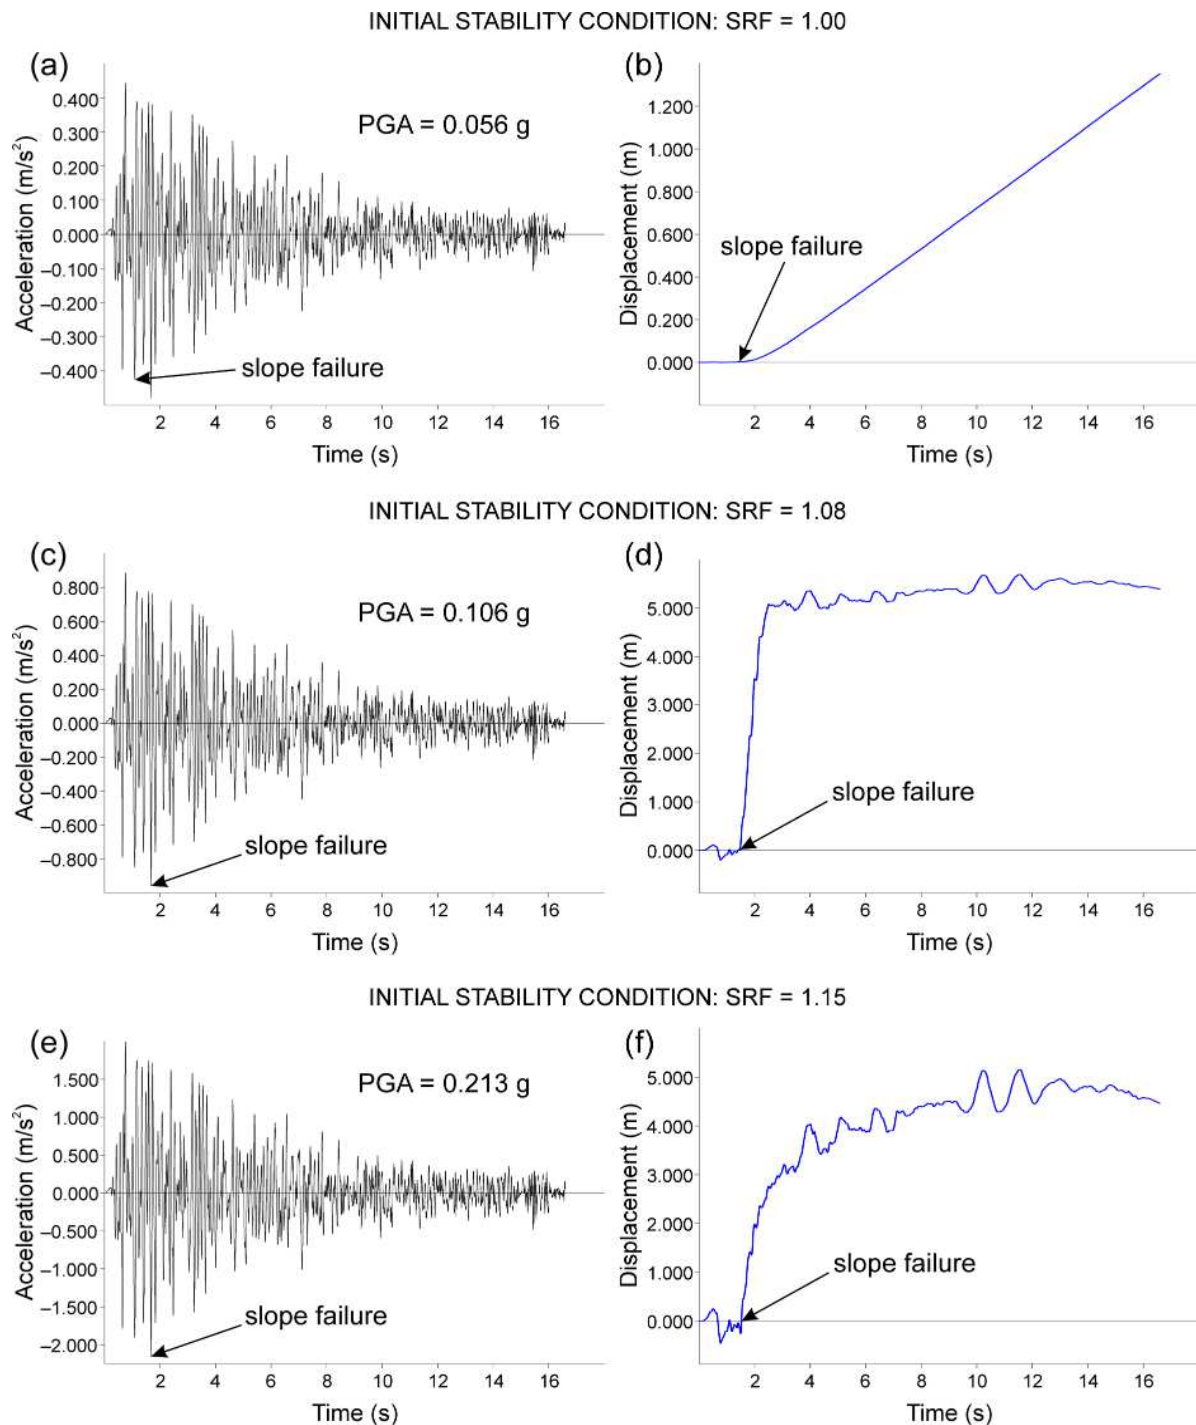 INITIAL STABILITY CONDITION: SRF = 1.00
(a)
Acceleration (m/s²)
0.400
0.300
0.200
0.100
0.000
–0.100
–0.200
–0.300
–0.400
PGA = 0.056 g
slope failure
2 4 6 8 10 12 14 16
Time (s)
(b)
Displacement (m)
1.200
1.000
0.800
0.600
0.400
0.200
0.000
slope failure
2 4 6 8 10 12 14 16
Time (s)
INITIAL STABILITY CONDITION: SRF = 1.08
(c)
Acceleration (m/s²)
0.800
0.600
0.400
0.200
0.000
–0.200
–0.400
–0.600
–0.800
PGA = 0.106 g
slope failure
2 4 6 8 10 12 14 16
Time (s)
(d)
Displacement (m)
5.000
4.000
3.000
2.000
1.000
0.000
slope failure
2 4 6 8 10 12 14 16
Time (s)
INITIAL STABILITY CONDITION: SRF = 1.15
(e)
Acceleration (m/s²)
1.500
1.000
0.500
0.000
–0.500
–1.000
–1.500
–2.000
PGA = 0.213 g
slope failure
2 4 6 8 10 12 14 16
Time (s)
(f)
Displacement (m)
5.000
4.000
3.000
2.000
1.000
0.000
slope failure
2 4 6 8 10 12 14 16
Time (s)